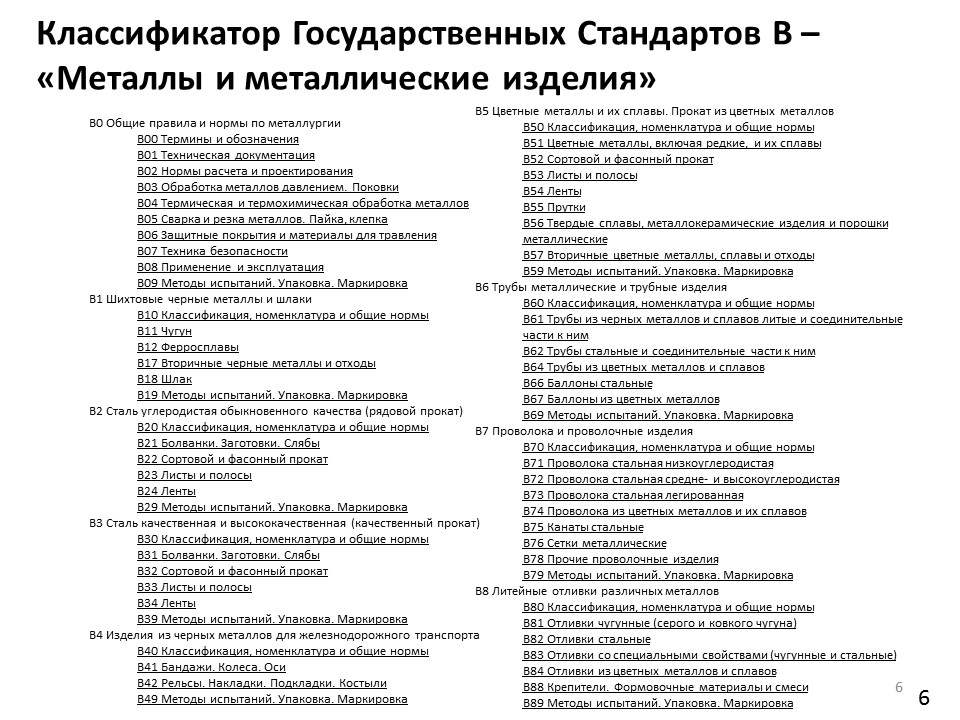 Классификатор Государственных Стандартов В –
«Металлы и металлические изделия»
В0 Общие правила и нормы по металлургии
В00 Термины и обозначения
В01 Техническая документация
В02 Нормы расчета и проектирования
В03 Обработка металлов давлением. Поковки
В04 Термическая и термохимическая обработка металлов
В05 Сварка и резка металлов. Пайка, клепка
В06 Защитные покрытия и материалы для травления
В07 Техника безопасности
В08 Применение и эксплуатация
В09 Методы испытаний. Упаковка. Маркировка
В1 Шихтовые черные металлы и шлаки
В10 Классификация, номенклатура и общие нормы
В11 Чугун
В12 Ферросплавы
В17 Вторичные черные металлы и отходы
В18 Шлак
В19 Методы испытаний. Упаковка. Маркировка
В2 Сталь углеродистая обыкновенного качества (рядовой прокат)
В20 Классификация, номенклатура и общие нормы
В21 Болванки. Заготовки. Слябы
В22 Сортовой и фасонный прокат
В23 Листы и полосы
В24 Ленты
В29 Методы испытаний. Упаковка. Маркировка
В3 Сталь качественная и высококачественная (качественный прокат)
В30 Классификация, номенклатура и общие нормы
В31 Болванки. Заготовки. Слябы
В32 Сортовой и фасонный прокат
В33 Листы и полосы
В34 Ленты
В39 Методы испытаний. Упаковка. Маркировка
В4 Изделия из черных металлов для железнодорожного транспорта
В40 Классификация, номенклатура и общие нормы
В41 Бандажи. Колеса. Оси
В42 Рельсы. Накладки. Подкладки. Костыли
В49 Методы испытаний. Упаковка. Маркировка
В5 Цветные металлы и их сплавы. Прокат из цветных металлов
В50 Классификация, номенклатура и общие нормы
В51 Цветные металлы, включая редкие, и их сплавы
В52 Сортовой и фасонный прокат
В53 Листы и полосы
В54 Ленты
В55 Прутки
В56 Твердые сплавы, металлокерамические изделия и порошки
металлические
В57 Вторичные цветные металлы, сплавы и отходы
В59 Методы испытаний. Упаковка. Маркировка
В6 Трубы металлические и трубные изделия
В60 Классификация, номенклатура и общие нормы
В61 Трубы из черных металлов и сплавов литые и соединительные
части к ним
В62 Трубы стальные и соединительные части к ним
В64 Трубы из цветных металлов и сплавов
В66 Баллоны стальные
В67 Баллоны из цветных металлов
В69 Методы испытаний. Упаковка. Маркировка
В7 Проволока и проволочные изделия
В70 Классификация, номенклатура и общие нормы
В71 Проволока стальная низкоуглеродистая
В72 Проволока стальная средне- и высокоуглеродистая
В73 Проволока стальная легированная
В74 Проволока из цветных металлов и их сплавов
В75 Канаты стальные
В76 Сетки металлические
В78 Прочие проволочные изделия
В79 Методы испытаний. Упаковка. Маркировка
В8 Литейные отливки различных металлов
В80 Классификация, номенклатура и общие нормы
В81 Отливки чугунные (серого и ковкого чугуна)
В82 Отливки стальные
В83 Отливки со специальными свойствами (чугунные и стальные)
В84 Отливки из цветных металлов и сплавов
В88 Крепители. Формовочные материалы и смеси
В89 Методы испытаний. Упаковка. Маркировка
6
6